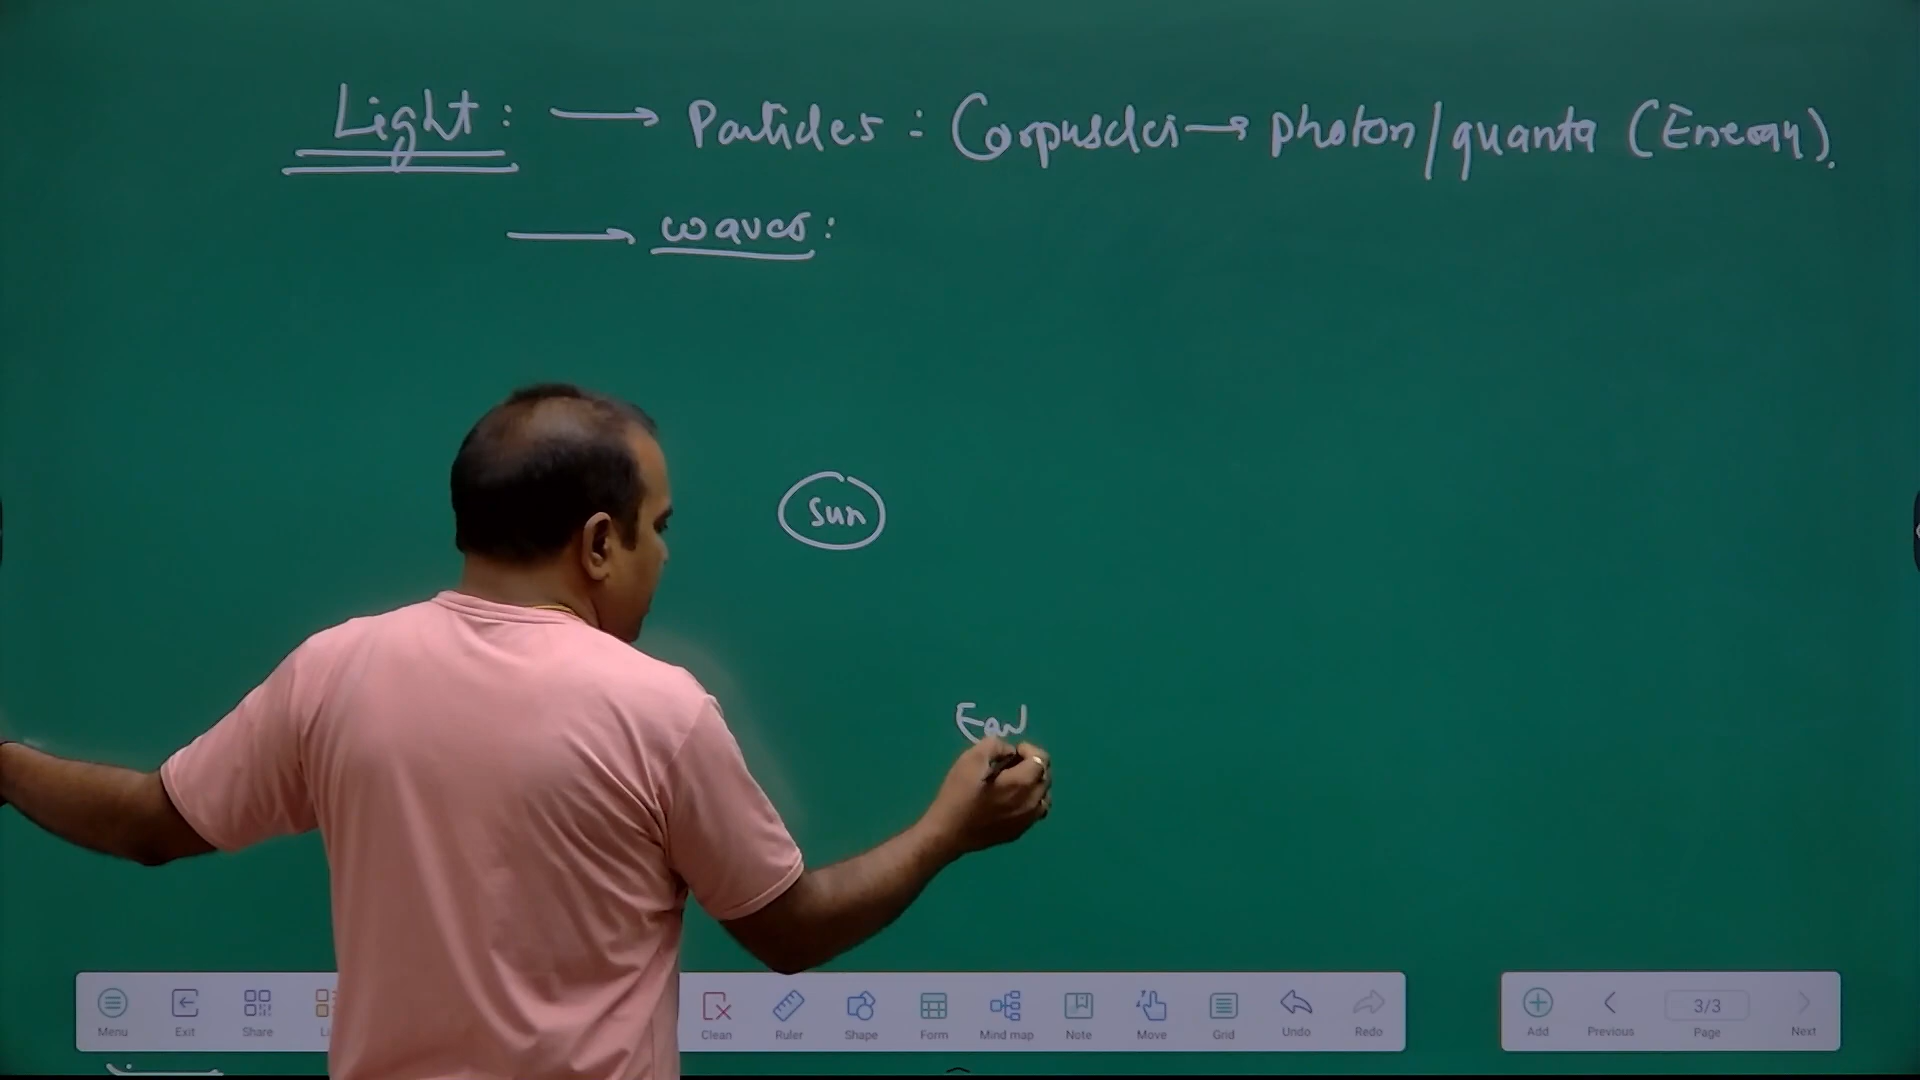 Light : → Particles : Corpuscles → photon/quanta (Energy).
→ waves :
Sun
Ear
Menu Exit Share Clean Ruler Shape Form Mind map Note Move Grid Undo Redo Add Previous 3/3 Page Next